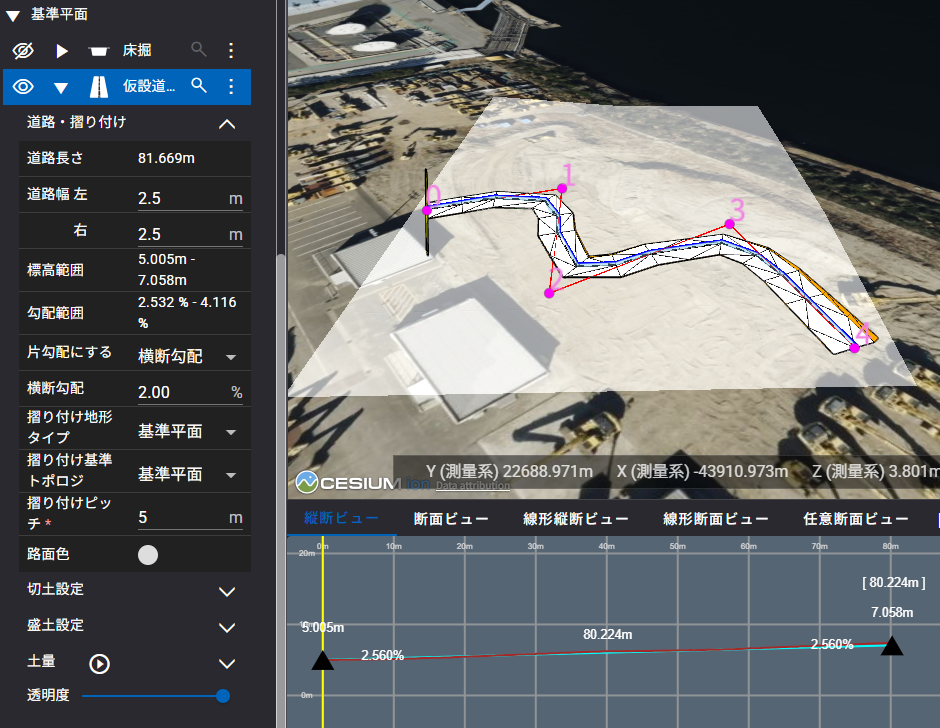 基準平面
床掘
仮設道...
道路・摺り付け
道路長さ 81.669m
道路幅 左 2.5 m
右 2.5 m
標高範囲 5.005m - 7.058m
勾配範囲 2.532 % - 4.116 %
片勾配にする 横断勾配
横断勾配 2.00 %
摺り付け地形タイプ 基準平面
摺り付け基準トポロジ 基準平面
摺り付けピッチ * 5 m
路面色
切土設定
盛土設定
土量
透明度
0
1
3
4
Y (測量系) 22688.971m X (測量系) -43910.973m Z (測量系) 3.801m
CESIUM ion Data attribution
縦断ビュー 断面ビュー 線形縦断ビュー 線形断面ビュー 任意断面ビュー
0m 10m 20m 30m 40m 50m 60m 70m 80m
20m
[ 80.224m ]
7.058m
5.005m
80.224m
2.560% 2.560%
0m